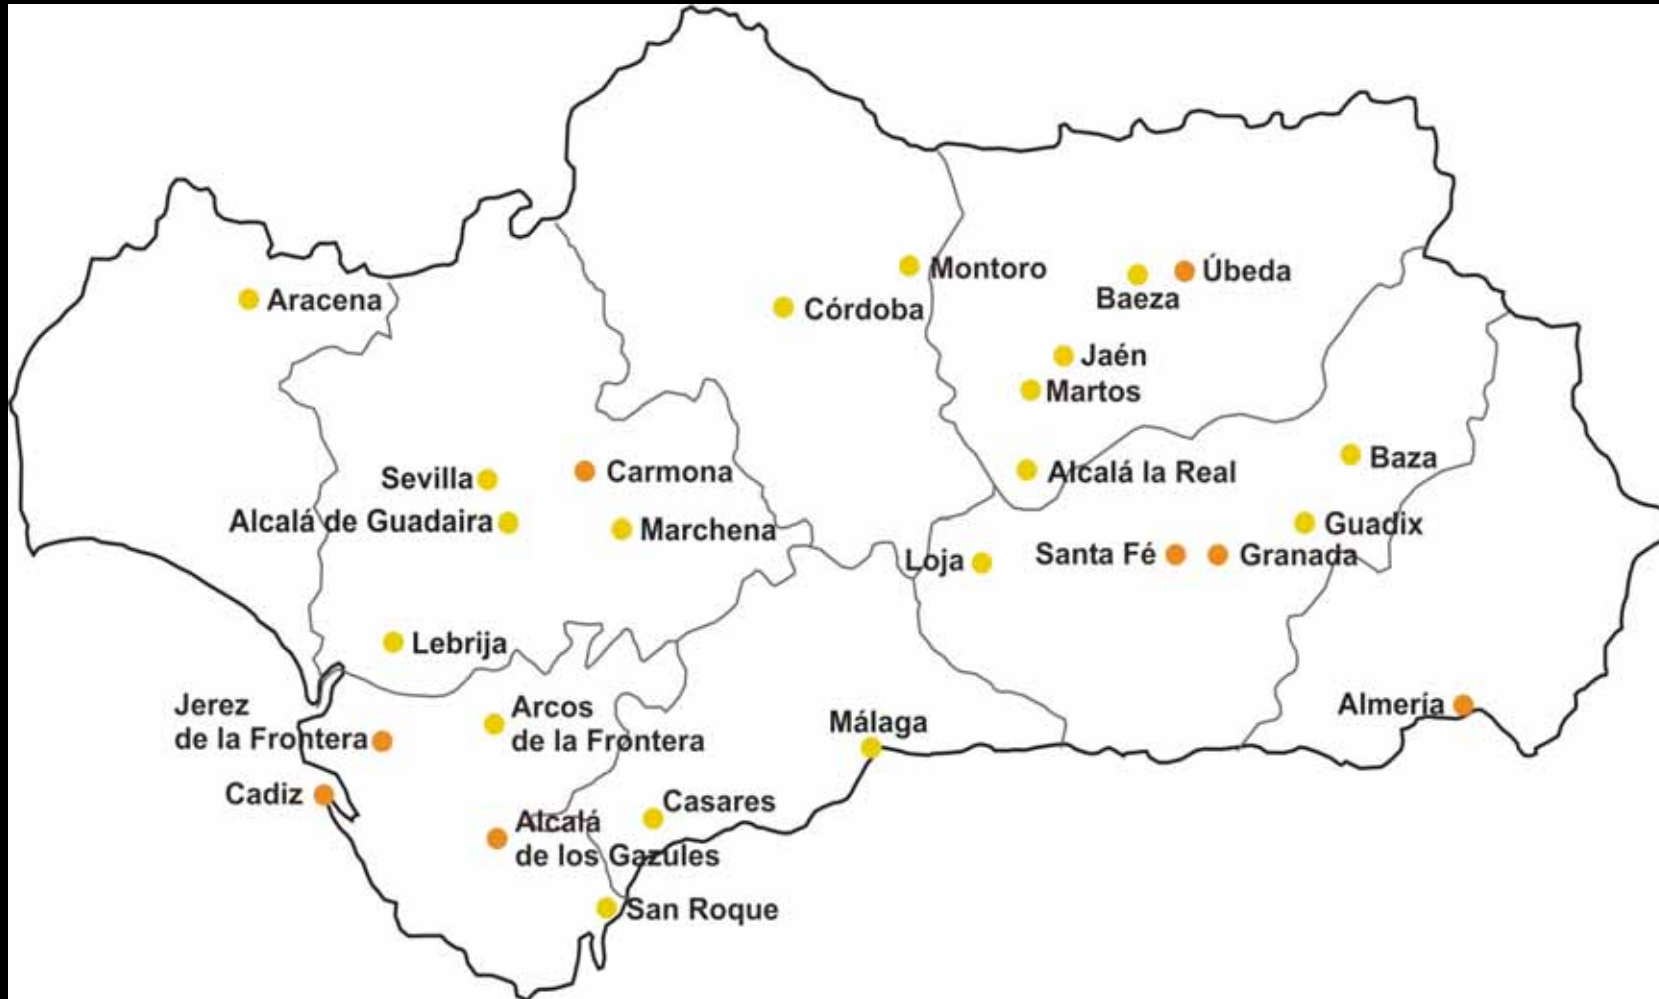 Montoro
Úbeda
Baeza
Aracena
Córdoba
Jaén
Martos
Baza
Sevilla
Carmona
Alcalá la Real
Alcalá de Guadaira
Marchena
Guadix
Loja
Santa Fé
Granada
Lebrija
Jerez
de la Frontera
Arcos
de la Frontera
Málaga
Almería
Cadiz
Casares
Alcalá
de los Gazules
San Roque